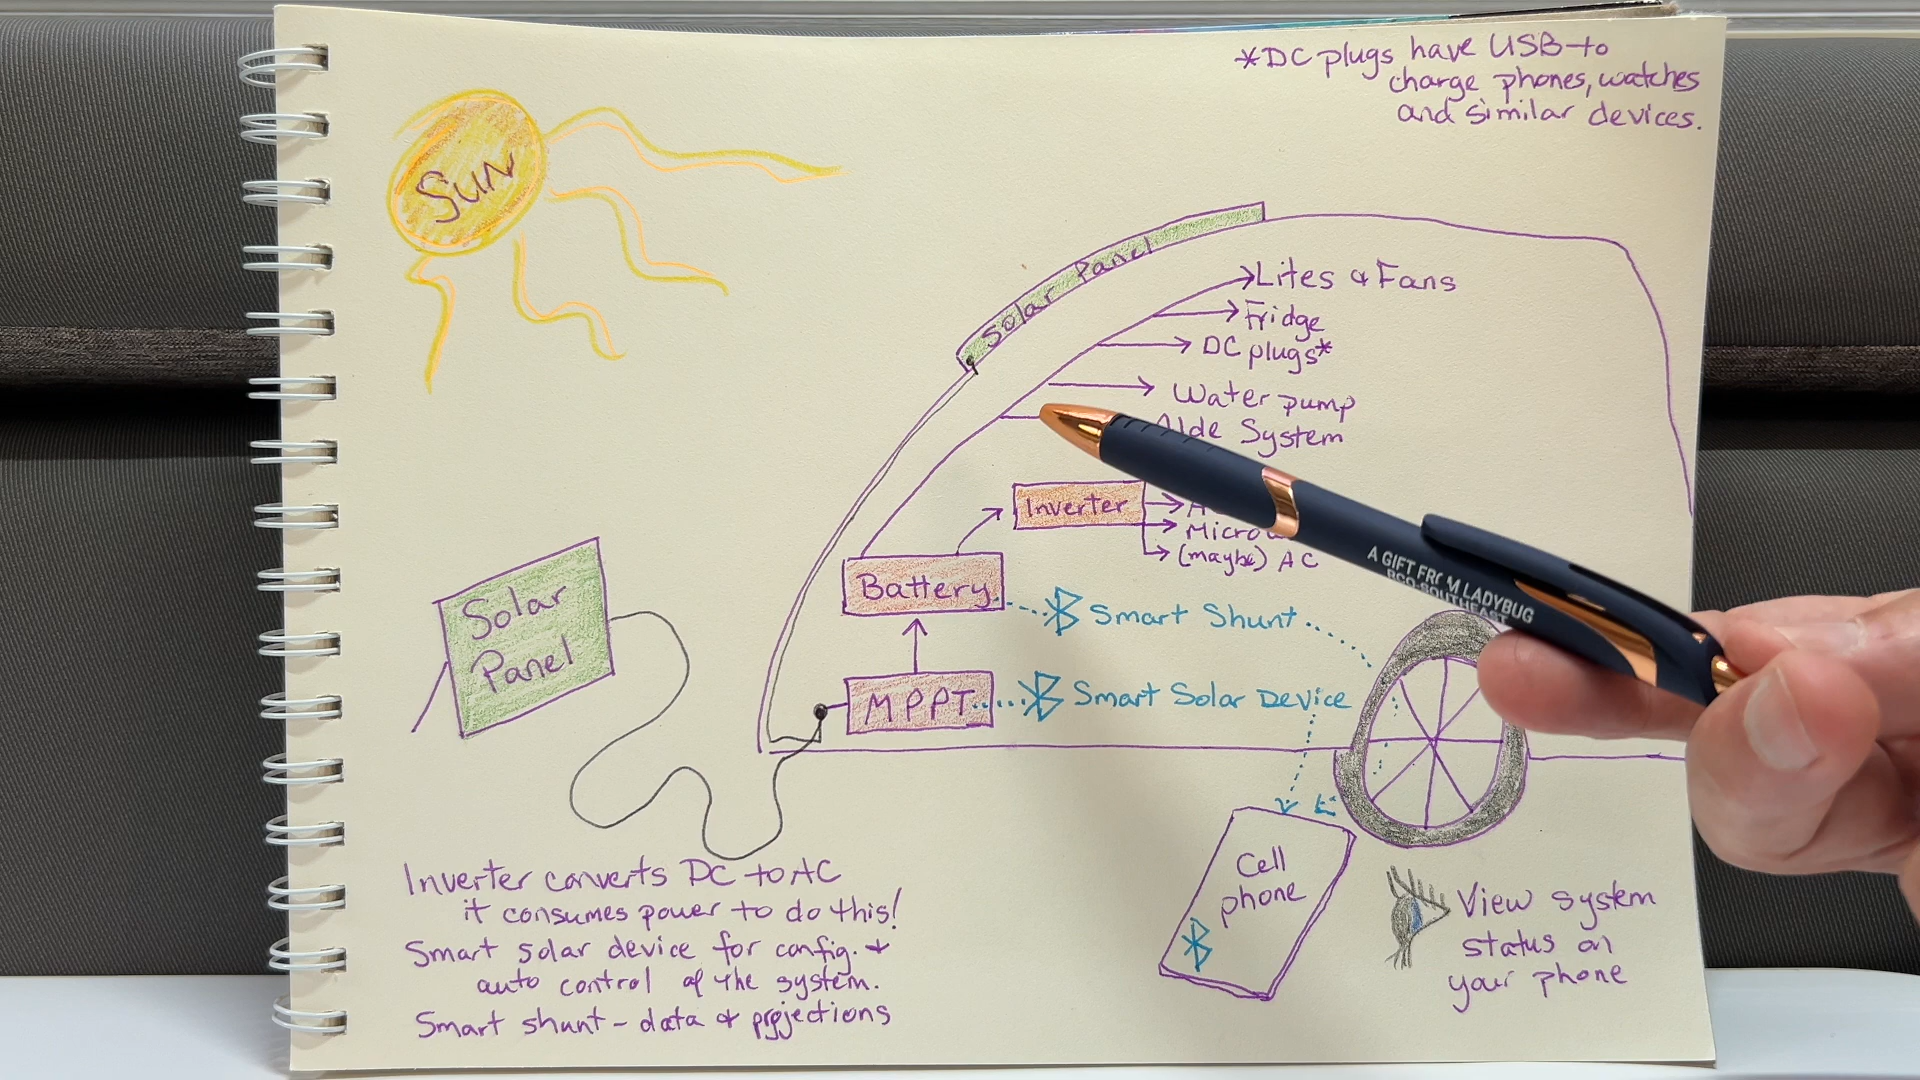 *DC plugs have USB to
charge phones, watches
and similar devices.
Sun
Solar Panel
Lites & Fans
Fridge
DC plugs*
Water pump
Alde System
Inverter
(maybe) AC
Battery
Smart Shunt
MPPT
Smart Solar Device
Solar
Panel
Cell
phone
View system
status on
your phone
Inverter converts DC to AC
it consumes power to do this!
Smart solar device for config. &
auto control of the system.
Smart shunt - data & projections
A GIFT FROM LADYBUG
RCO-SOUTHEAST